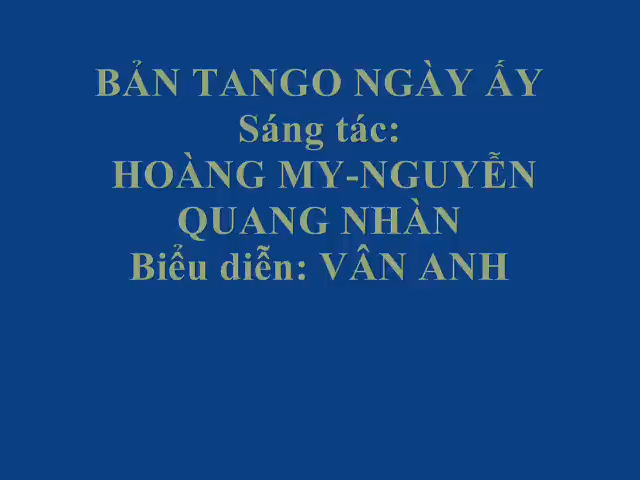 BẢN TANGO NGÀY ẤY
Sáng tác:
HOÀNG MY-NGUYỄN
QUANG NHÀN
Biểu diễn: VÂN ANH